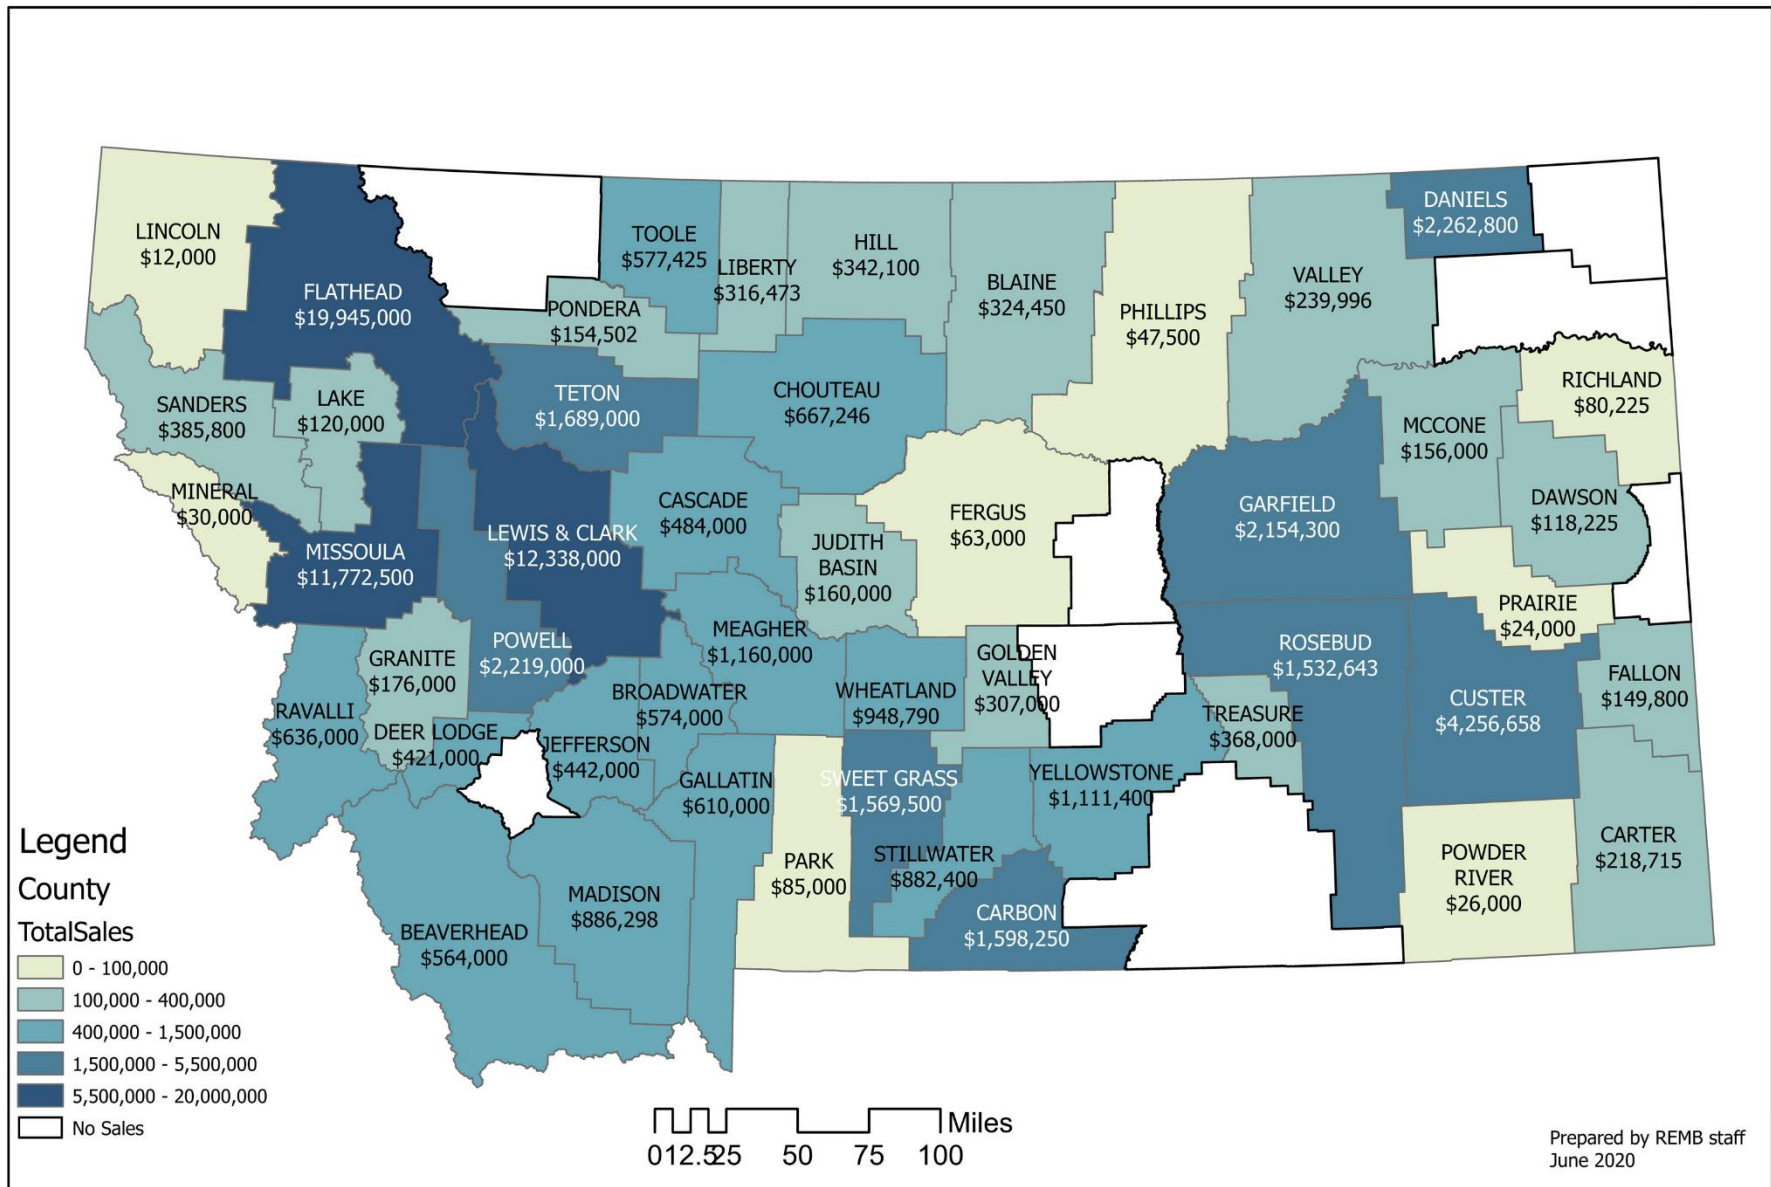 LINCOLN
$12,000
FLATHEAD
$19,945,000
TOOLE
$577,425
LIBERTY
$316,473
HILL
$342,100
BLAINE
$324,450
PHILLIPS
$47,500
VALLEY
$239,996
DANIELS
$2,262,800
PONDERA
$154,502
SANDERS
$385,800
LAKE
$120,000
TETON
$1,689,000
CHOUTEAU
$667,246
RICHLAND
$80,225
MCCONE
$156,000
MINERAL
$30,000
MISSOULA
$11,772,500
LEWIS & CLARK
$12,338,000
CASCADE
$484,000
JUDITH
BASIN
$160,000
FERGUS
$63,000
GARFIELD
$2,154,300
DAWSON
$118,225
PRAIRIE
$24,000
GRANITE
$176,000
POWELL
$2,219,000
MEAGHER
$1,160,000
BROADWATER
$574,000
WHEATLAND
$948,790
GOLDEN
VALLEY
$307,000
ROSEBUD
$1,532,643
TREASURE
$368,000
CUSTER
$4,256,658
FALLON
$149,800
RAVALLI
$636,000
DEER LODGE
$421,000
JEFFERSON
$442,000
GALLATIN
$610,000
SWEET GRASS
$1,569,500
YELLOWSTONE
$1,111,400
PARK
$85,000
STILLWATER
$882,400
CARBON
$1,598,250
POWDER
RIVER
$26,000
CARTER
$218,715
BEAVERHEAD
$564,000
MADISON
$886,298
Legend
County
TotalSales
0 - 100,000
100,000 - 400,000
400,000 - 1,500,000
1,500,000 - 5,500,000
5,500,000 - 20,000,000
No Sales
Miles
0 12.5 25 50 75 100
Prepared by REMB staff
June 2020